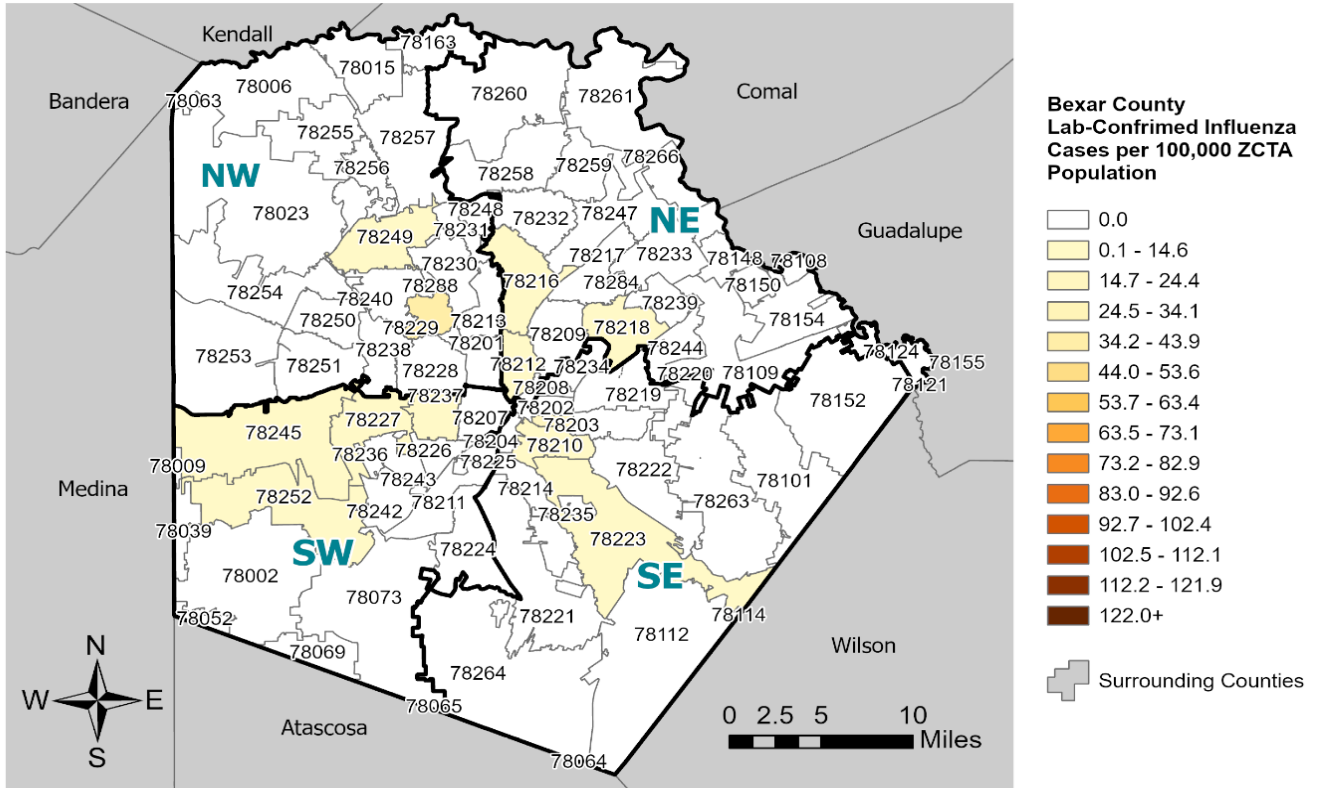 Kendall
78163
78015
78006
Bandera
78063
78260
78261
Comal
78255
78257
78256
78259
78266
NW
78258
78023
78248
78232
78247
NE
78249
78231
Guadalupe
78217
78233
78148
78108
78230
78216
78284
78150
78254
78288
78240
78239
78250
78229
78213
78209
78218
78154
78253
78238
78201
78244
78124
78155
78251
78228
78212
78234
78220
78109
78121
78237
78208
78219
78152
78202
78227
78207
78203
78245
78204
78210
78009
78236
78226
78225
78222
78101
Medina
78243
78252
78214
78263
78242
78211
78235
78039
78223
SW
78224
78002
SE
78073
78052
78221
78114
78112
Wilson
N
78069
78264
W
E
78065
S
Atascosa
0 2.5 5 10
Miles
78064
Bexar County
Lab-Confrimed Influenza
Cases per 100,000 ZCTA
Population
0.0
0.1 - 14.6
14.7 - 24.4
24.5 - 34.1
34.2 - 43.9
44.0 - 53.6
53.7 - 63.4
63.5 - 73.1
73.2 - 82.9
83.0 - 92.6
92.7 - 102.4
102.5 - 112.1
112.2 - 121.9
122.0+
Surrounding Counties